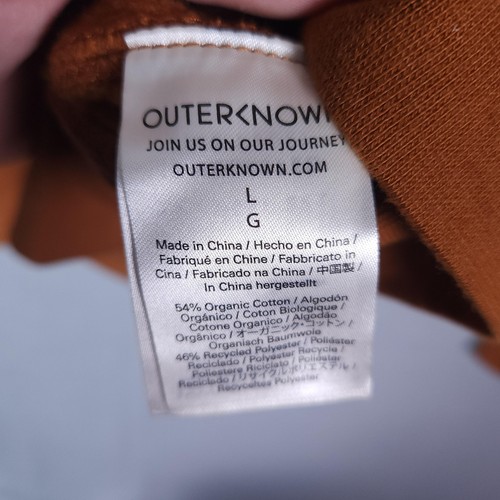 OUTERKNOW
JOIN US ON OUR JOURNEY
OUTERKNOWN.COM
L
G
Made in China / Hecho en China /
Fabriqué en Chine / Fabbricato in
Cina / Fabricado na China / 中国製 /
In China hergestellt
54% Organic Cotton / Algodón
Orgánico / Coton Biologique /
Cotone Organico / Algodão
Orgânico / オーガニック・コットン /
Organisch Baumwole
46% Recycled Polyester / Poliéster
Reciclado / Polyester Recycle /
Poliestere Riciclato / Poliéster
Reciclado / リサイクルポリエステル /
Recyceltes Polyester